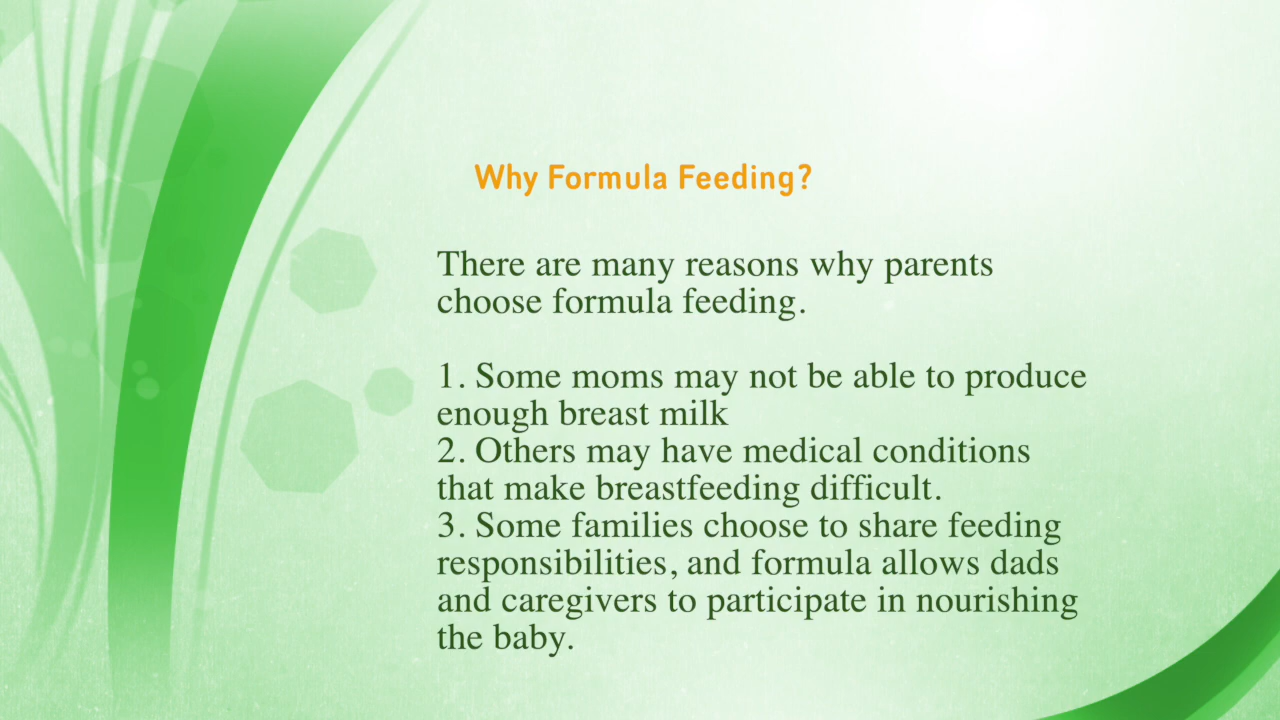 Why Formula Feeding?
There are many reasons why parents
choose formula feeding.
1. Some moms may not be able to produce
enough breast milk
2. Others may have medical conditions
that make breastfeeding difficult.
3. Some families choose to share feeding
responsibilities, and formula allows dads
and caregivers to participate in nourishing
the baby.